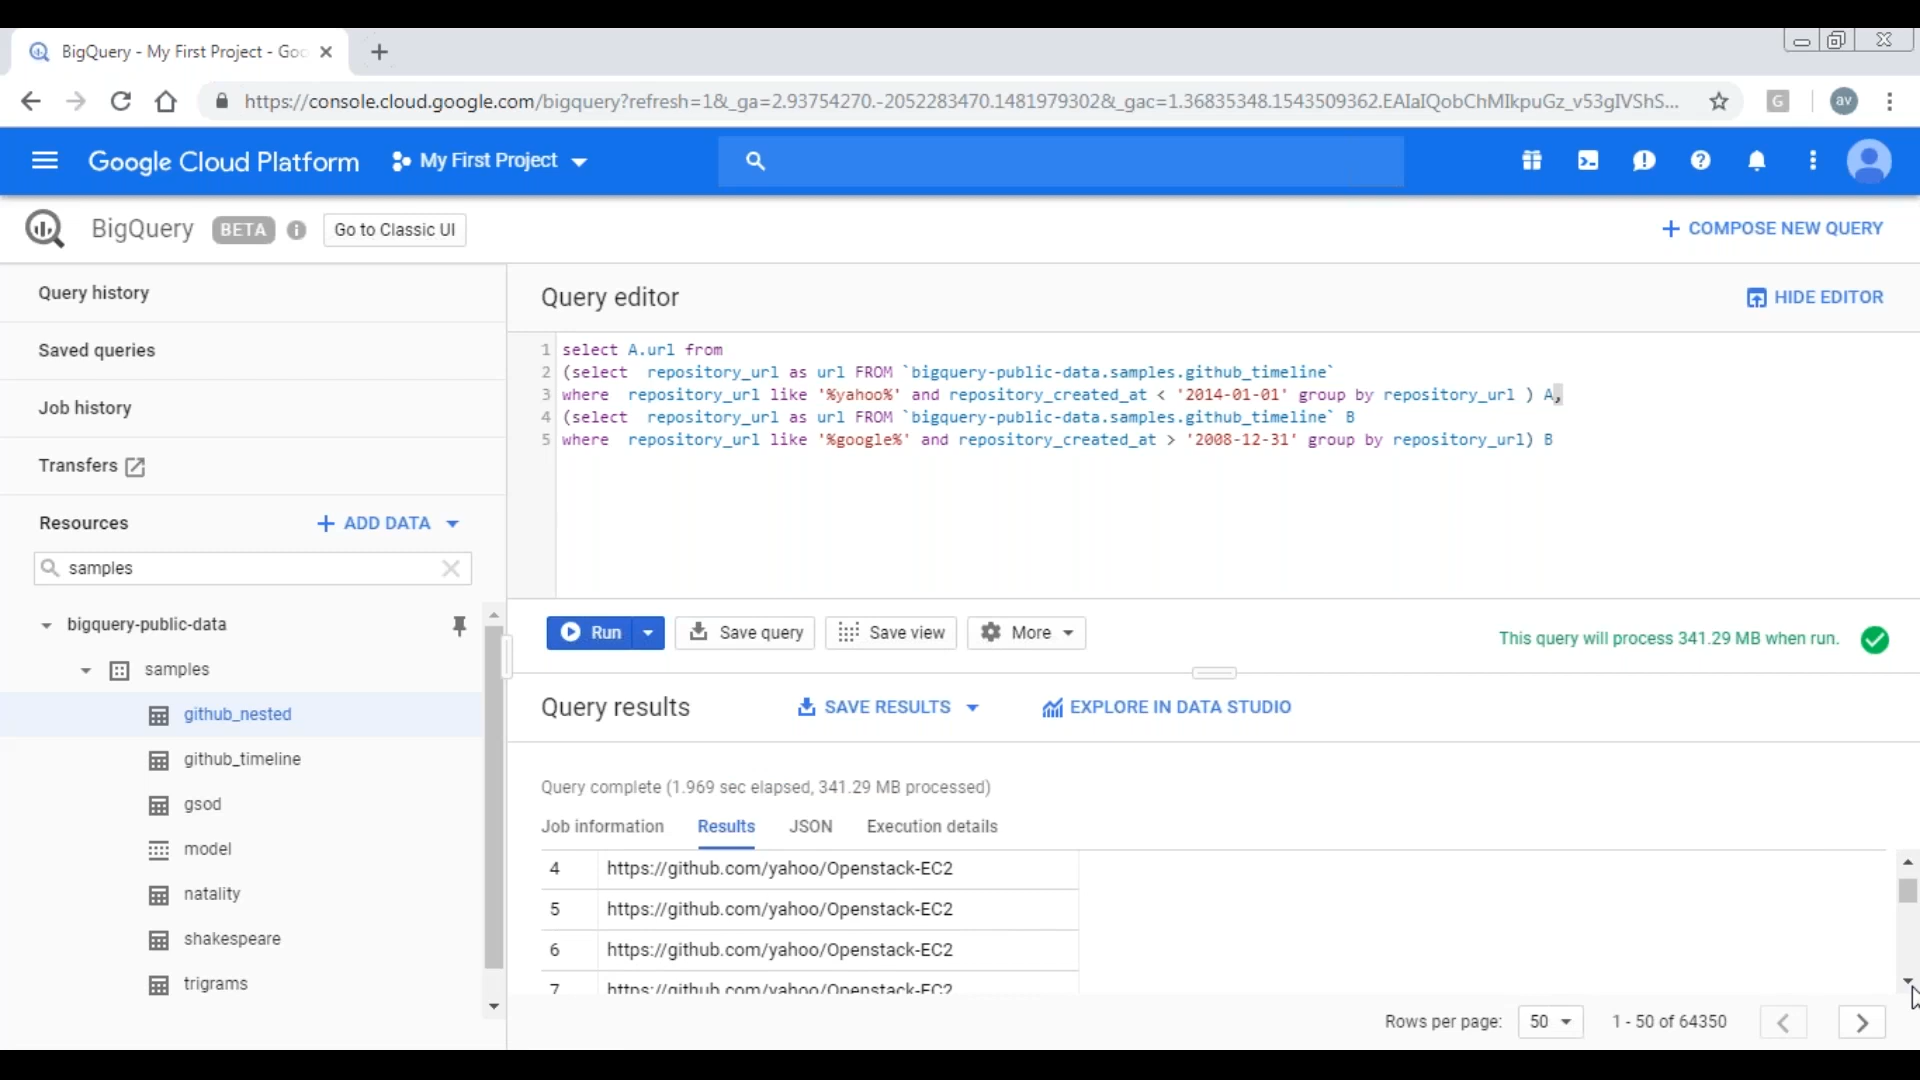 BigQuery - My First Project - Goo
https://console.cloud.google.com/bigquery?refresh=1&_ga=2.93754270.-2052283470.1481979302&_gac=1.36835348.1543509362.EAIaIQobChMIkpuGz_v53gIVShS...
G
av
Google Cloud Platform
My First Project
BigQuery
BETA
Go to Classic UI
COMPOSE NEW QUERY
Query history
Saved queries
Job history
Transfers
Resources
ADD DATA
samples
bigquery-public-data
samples
github_nested
github_timeline
gsod
model
natality
shakespeare
trigrams
Query editor
HIDE EDITOR
1 select A.url from
2 (select repository_url as url FROM `bigquery-public-data.samples.github_timeline`
3 where repository_url like '%yahoo%' and repository_created_at < '2014-01-01' group by repository_url ) A,
4 (select repository_url as url FROM `bigquery-public-data.samples.github_timeline` B
5 where repository_url like '%google%' and repository_created_at > '2008-12-31' group by repository_url) B
Run
Save query
Save view
More
This query will process 341.29 MB when run.
Query results
SAVE RESULTS
EXPLORE IN DATA STUDIO
Query complete (1.969 sec elapsed, 341.29 MB processed)
Job information Results JSON Execution details
4 https://github.com/yahoo/Openstack-EC2
5 https://github.com/yahoo/Openstack-EC2
6 https://github.com/yahoo/Openstack-EC2
7 https://github.com/yahoo/Openstack-EC2
Rows per page: 50 1 - 50 of 64350